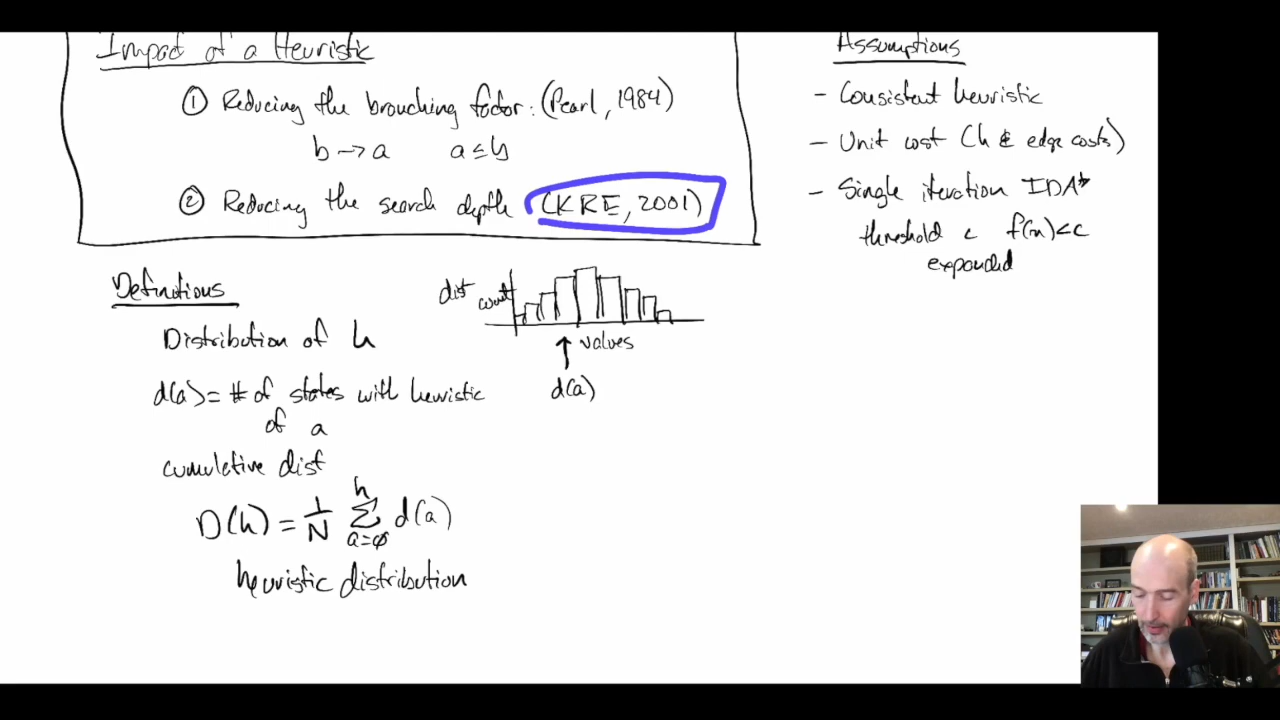 Impact of a Heuristic
① Reducing the branching factor: (Pearl, 1984)
b → a a ≤ b
② Reducing the search depth (KRE, 2001)
Assumptions
- Consistent heuristic
- Unit cost (h & edge costs)
- Single iteration IDA*
threshold c f(n)<c
expanded
Definitions
Distribution of h
d(a) = # of states with heuristic
of a
cumuletive dist
D(h) = 1/N Σ_{a=0}^{h} d(a)
heuristic distribution
dist count
values
d(a)